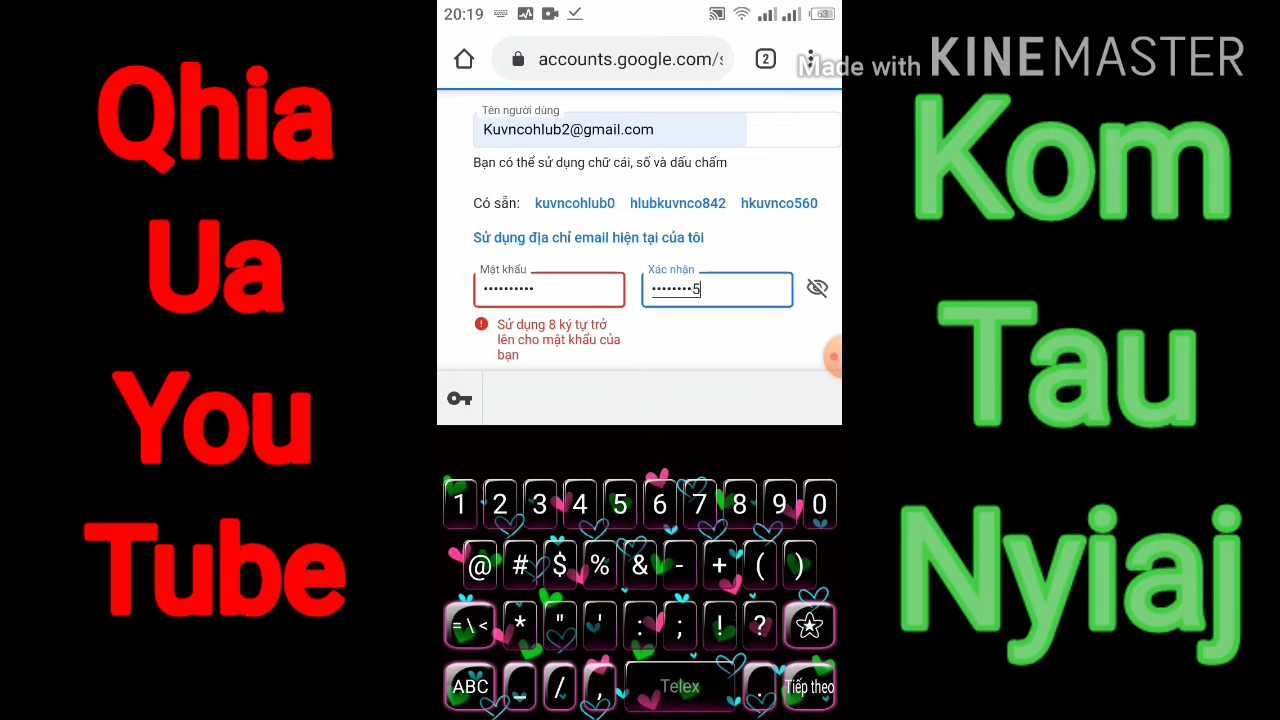 Qhia
Ua
You
Tube
20:19
63
accounts.google.com/s
2
Made with KINEMASTER
Tên người dùng
Kuvncohlub2@gmail.com
Bạn có thể sử dụng chữ cái, số và dấu chấm
Có sẵn: kuvncohlub0 hlubkuvnco842 hkuvnco560
Sử dụng địa chỉ email hiện tại của tôi
Mật khẩu
••••••••••
Xác nhận
••••••••5
Sử dụng 8 ký tự trở
lên cho mật khẩu của
bạn
1 2 3 4 5 6 7 8 9 0
@ # $ % & - + ( )
= \ < * " ' : ; ! ?
ABC _ / , Telex . Tiếp theo
Kom
Tau
Nyiaj